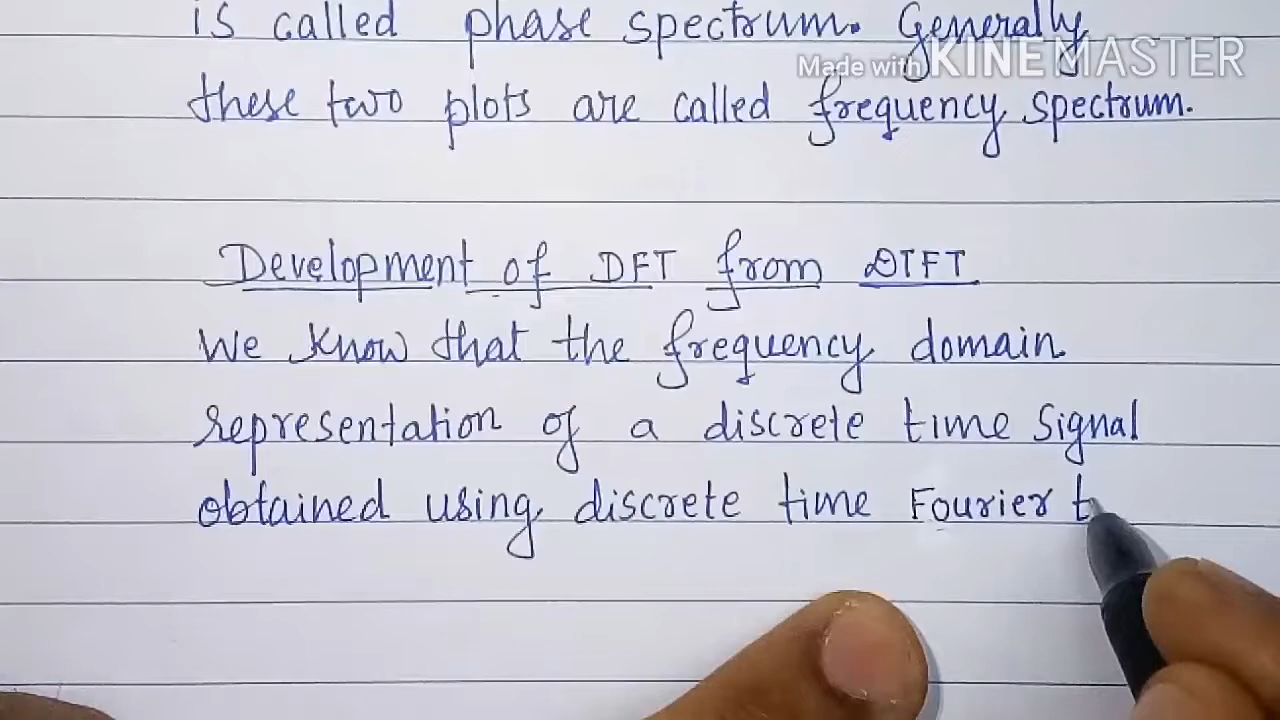 is called phase spectrum. Generally
Made with KINEMASTER
these two plots are called frequency spectrum.
Development of DFT from DTFT
We know that the frequency domain
representation of a discrete time signal
obtained using discrete time Fourier t